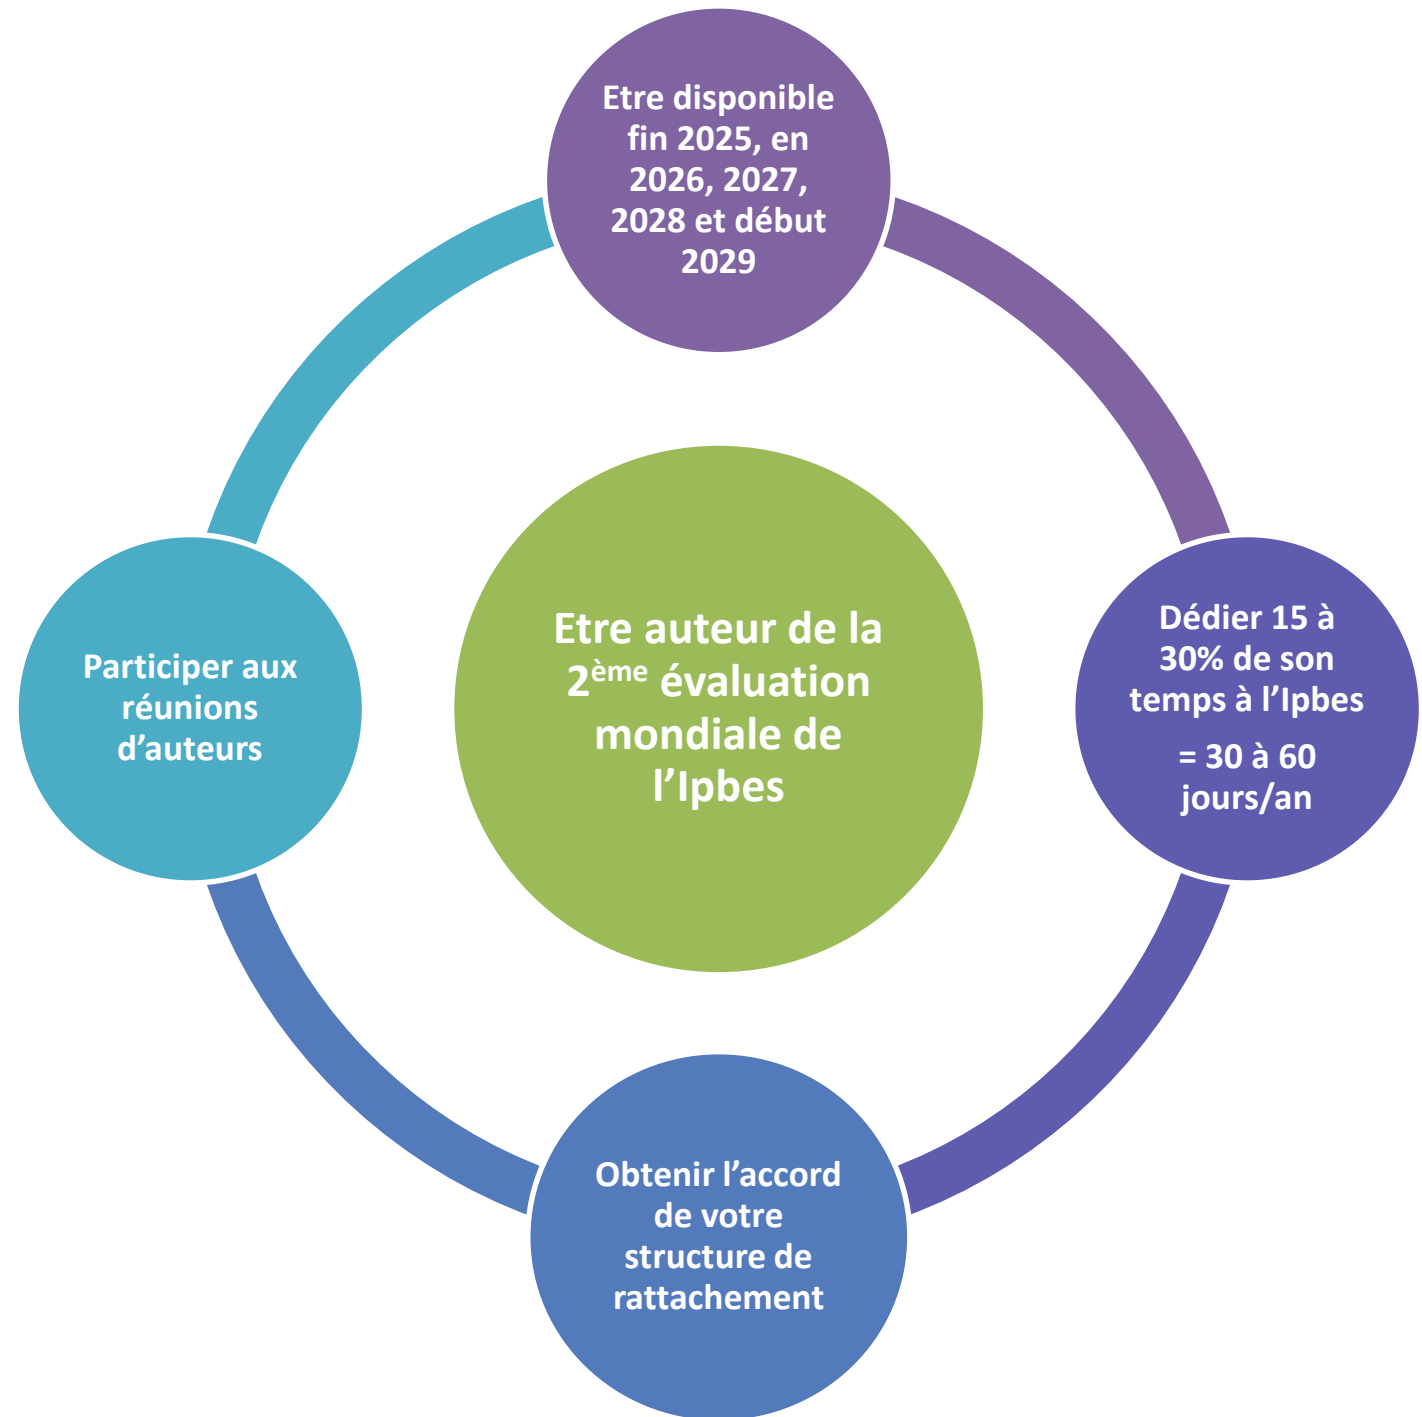 Etre disponible
fin 2025, en
2026, 2027,
2028 et début
2029
Dédier 15 à
30% de son
temps à l’Ipbes
= 30 à 60
jours/an
Obtenir l’accord
de votre
structure de
rattachement
Participer aux
réunions
d’auteurs
Etre auteur de la
2ème évaluation
mondiale de
l’Ipbes